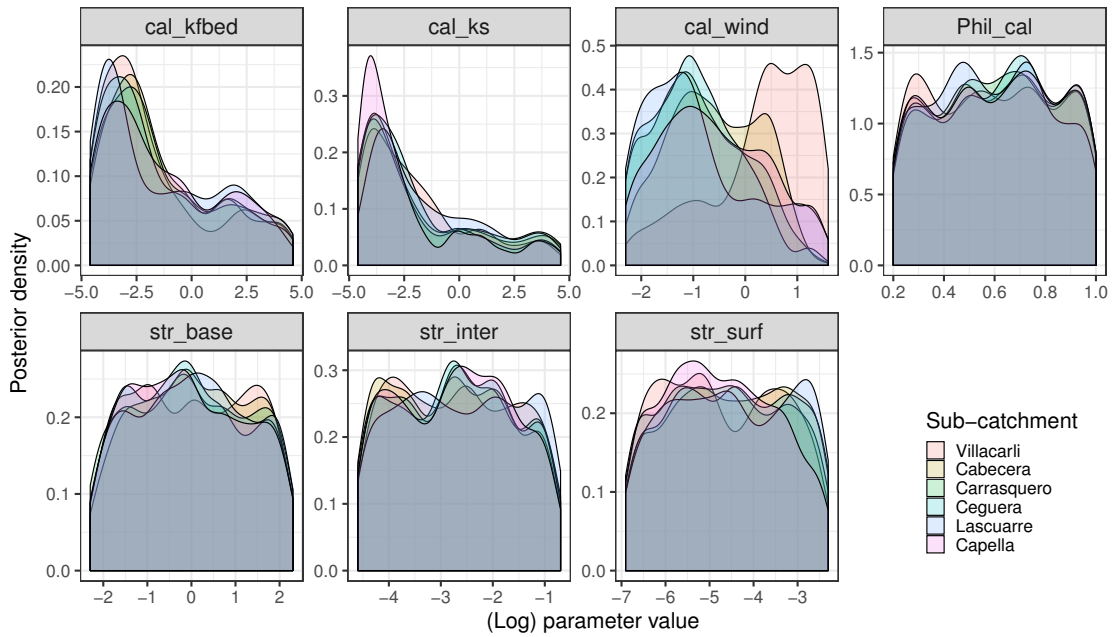 cal_kfbed cal_ks cal_wind Phil_cal
0.20
0.15
0.10
0.05
0.00
−5.0 −2.5 0.0 2.5 5.0
0.3
0.2
0.1
0.0
−5.0 −2.5 0.0 2.5 5.0
0.5
0.4
0.3
0.2
0.1
0.0
−2 −1 0 1
1.5
1.0
0.5
0.0
0.2 0.4 0.6 0.8 1.0
Posterior density
str_base str_inter str_surf
0.2
0.1
0.0
−2 −1 0 1 2
0.3
0.2
0.1
0.0
−4 −3 −2 −1
0.2
0.1
0.0
−7 −6 −5 −4 −3
(Log) parameter value
Sub−catchment
Villacarli
Cabecera
Carrasquero
Ceguera
Lascuarre
Capella